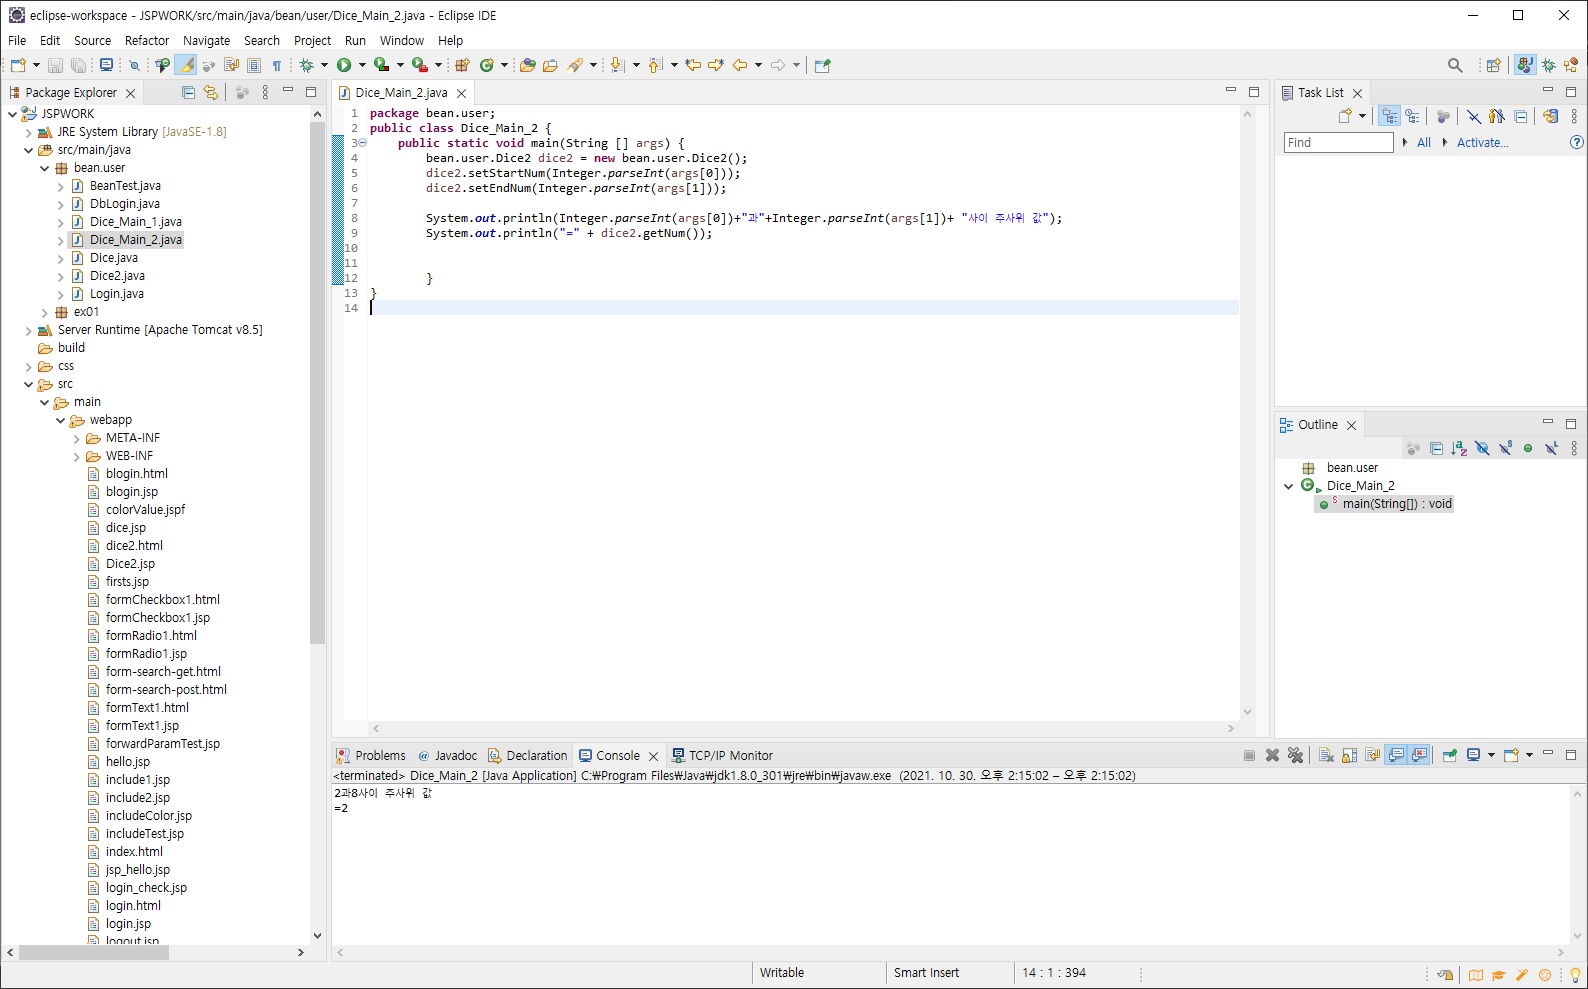 eclipse-workspace - JSPWORK/src/main/java/bean/user/Dice_Main_2.java - Eclipse IDE
File Edit Source Refactor Navigate Search Project Run Window Help
Package Explorer
JSPWORK
JRE System Library [JavaSE-1.8]
src/main/java
bean.user
BeanTest.java
DbLogin.java
Dice_Main_1.java
Dice_Main_2.java
Dice.java
Dice2.java
Login.java
ex01
Server Runtime [Apache Tomcat v8.5]
build
css
src
main
webapp
META-INF
WEB-INF
blogin.html
blogin.jsp
colorValue.jspf
dice.jsp
dice2.html
Dice2.jsp
firsts.jsp
formCheckbox1.html
formCheckbox1.jsp
formRadio1.html
formRadio1.jsp
form-search-get.html
form-search-post.html
formText1.html
formText1.jsp
forwardParamTest.jsp
hello.jsp
include1.jsp
include2.jsp
includeColor.jsp
includeTest.jsp
index.html
jsp_hello.jsp
login_check.jsp
login.html
login.jsp
logout.jsp
Dice_Main_2.java
1 package bean.user;
2 public class Dice_Main_2 {
3 public static void main(String [] args) {
4 bean.user.Dice2 dice2 = new bean.user.Dice2();
5 dice2.setStartNum(Integer.parseInt(args[0]));
6 dice2.setEndNum(Integer.parseInt(args[1]));
7
8 System.out.println(Integer.parseInt(args[0])+"과"+Integer.parseInt(args[1])+ "사이 주사위 값");
9 System.out.println("=" + dice2.getNum());
10
11
12 }
13 }
14
Task List
Find All Activate...
Outline
bean.user
Dice_Main_2
main(String[]) : void
Problems @ Javadoc Declaration Console TCP/IP Monitor
<terminated> Dice_Main_2 [Java Application] C:₩Program Files₩Java₩jdk1.8.0_301₩jre₩bin₩javaw.exe (2021. 10. 30. 오후 2:15:02 – 오후 2:15:02)
2과8사이 주사위 값
=2
Writable Smart Insert 14 : 1 : 394